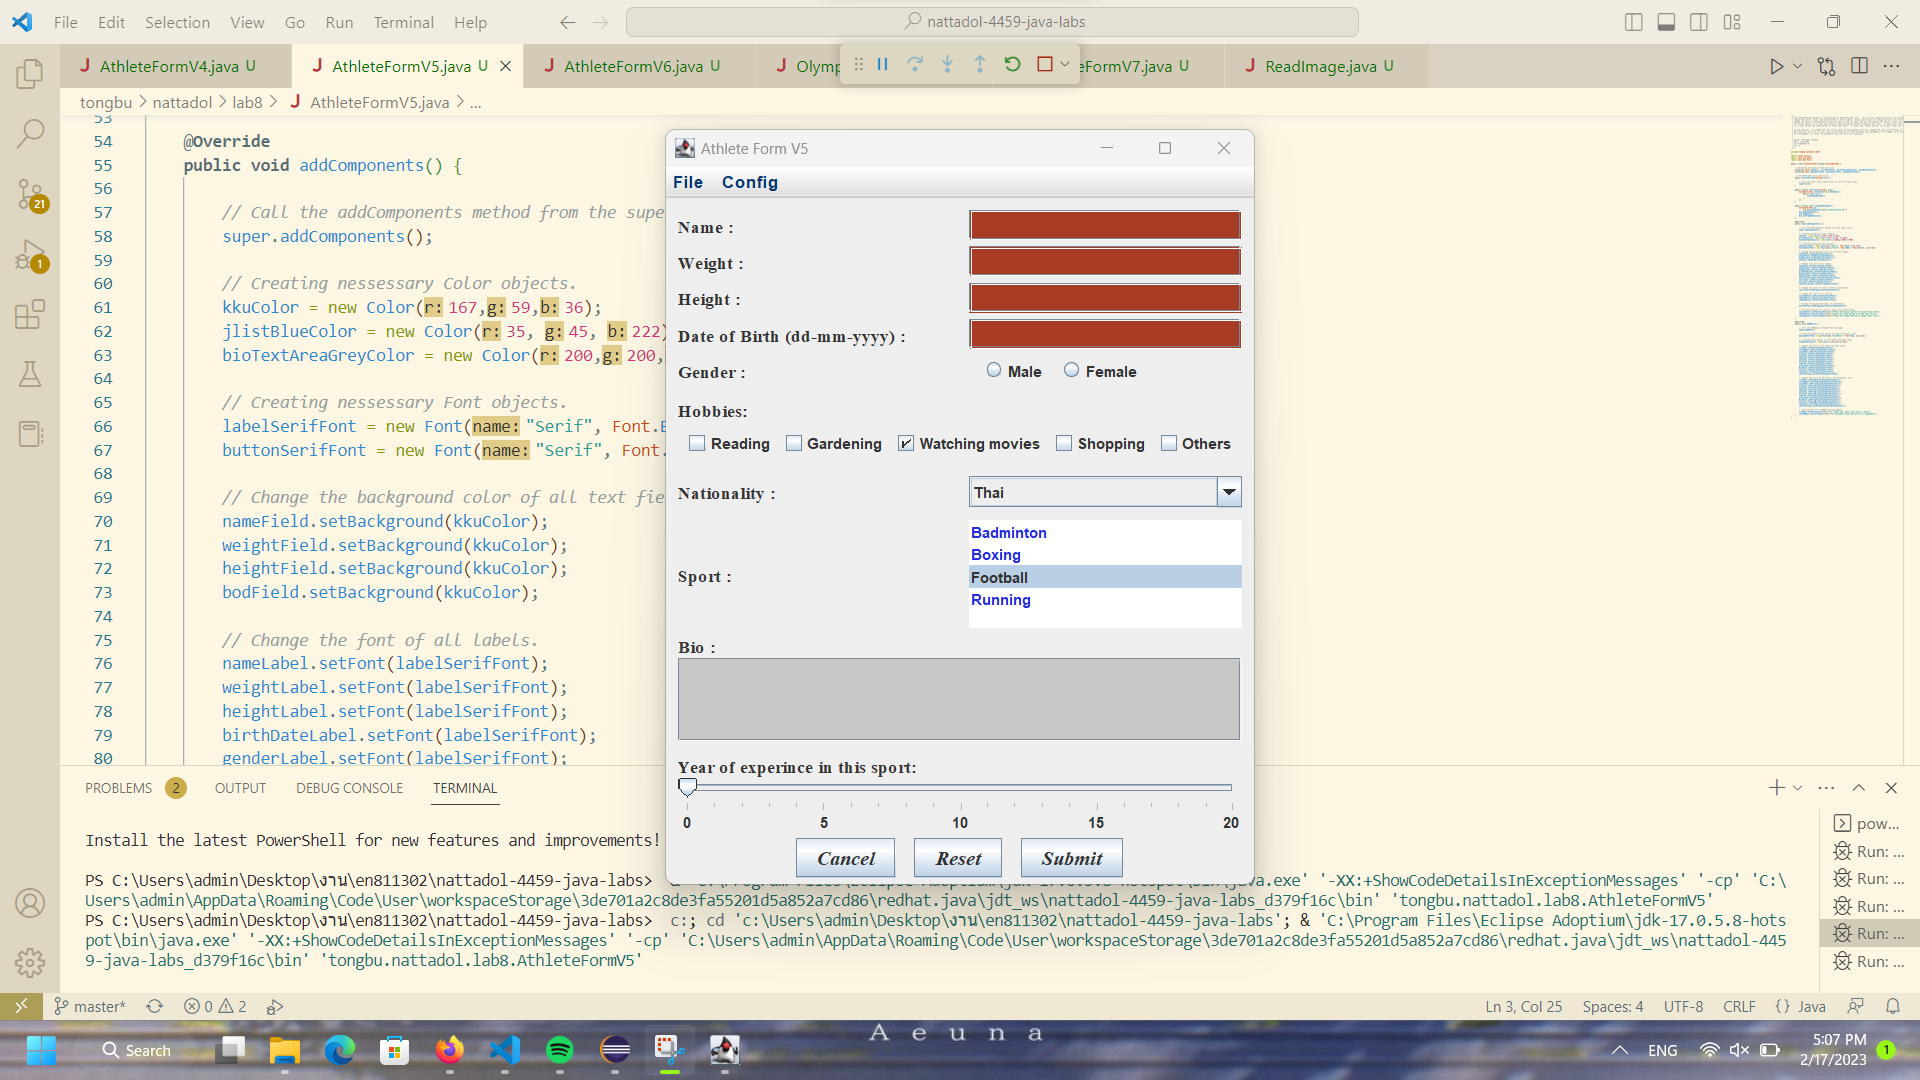 File Edit Selection View Go Run Terminal Help
nattadol-4459-java-labs
J AthleteFormV4.java U
J AthleteFormV5.java U
J AthleteFormV6.java U
J Olymp
eFormV7.java U
J ReadImage.java U
tongbu > nattadol > lab8 > J AthleteFormV5.java > ...
53
54 @Override
55 public void addComponents() {
56
57 // Call the addComponents method from the supe
58 super.addComponents();
59
60 // Creating nessessary Color objects.
61 kkuColor = new Color(r: 167,g: 59,b: 36);
62 jlistBlueColor = new Color(r: 35, g: 45, b: 222)
63 bioTextAreaGreyColor = new Color(r: 200,g: 200,
64
65 // Creating nessessary Font objects.
66 labelSerifFont = new Font(name: "Serif", Font.B
67 buttonSerifFont = new Font(name: "Serif", Font.
68
69 // Change the background color of all text fie
70 nameField.setBackground(kkuColor);
71 weightField.setBackground(kkuColor);
72 heightField.setBackground(kkuColor);
73 bodField.setBackground(kkuColor);
74
75 // Change the font of all labels.
76 nameLabel.setFont(labelSerifFont);
77 weightLabel.setFont(labelSerifFont);
78 heightLabel.setFont(labelSerifFont);
79 birthDateLabel.setFont(labelSerifFont);
80 genderLabel.setFont(labelSerifFont);
Athlete Form V5
File Config
Name :
Weight :
Height :
Date of Birth (dd-mm-yyyy) :
Gender : Male Female
Hobbies:
Reading Gardening Watching movies Shopping Others
Nationality : Thai
Badminton
Boxing
Sport : Football
Running
Bio :
Year of experince in this sport:
0 5 10 15 20
Cancel Reset Submit
21
1
PROBLEMS 2 OUTPUT DEBUG CONSOLE TERMINAL
Install the latest PowerShell for new features and improvements!
PS C:\Users\admin\Desktop\งาน\en811302\nattadol-4459-java-labs> java.exe' '-XX:+ShowCodeDetailsInExceptionMessages' '-cp' 'C:\
Users\admin\AppData\Roaming\Code\User\workspaceStorage\3de701a2c8de3fa55201d5a852a7cd86\redhat.java\jdt_ws\nattadol-4459-java-labs_d379f16c\bin' 'tongbu.nattadol.lab8.AthleteFormV5'
PS C:\Users\admin\Desktop\งาน\en811302\nattadol-4459-java-labs> c:; cd 'c:\Users\admin\Desktop\งาน\en811302\nattadol-4459-java-labs'; & 'C:\Program Files\Eclipse Adoptium\jdk-17.0.5.8-hots
pot\bin\java.exe' '-XX:+ShowCodeDetailsInExceptionMessages' '-cp' 'C:\Users\admin\AppData\Roaming\Code\User\workspaceStorage\3de701a2c8de3fa55201d5a852a7cd86\redhat.java\jdt_ws\nattadol-445
9-java-labs_d379f16c\bin' 'tongbu.nattadol.lab8.AthleteFormV5'
pow...
Run: ...
Run: ...
Run: ...
Run: ...
Run: ...
master* 0 2
Ln 3, Col 25 Spaces: 4 UTF-8 CRLF {} Java
Aeuna
Search
ENG
5:07 PM
2/17/2023
1